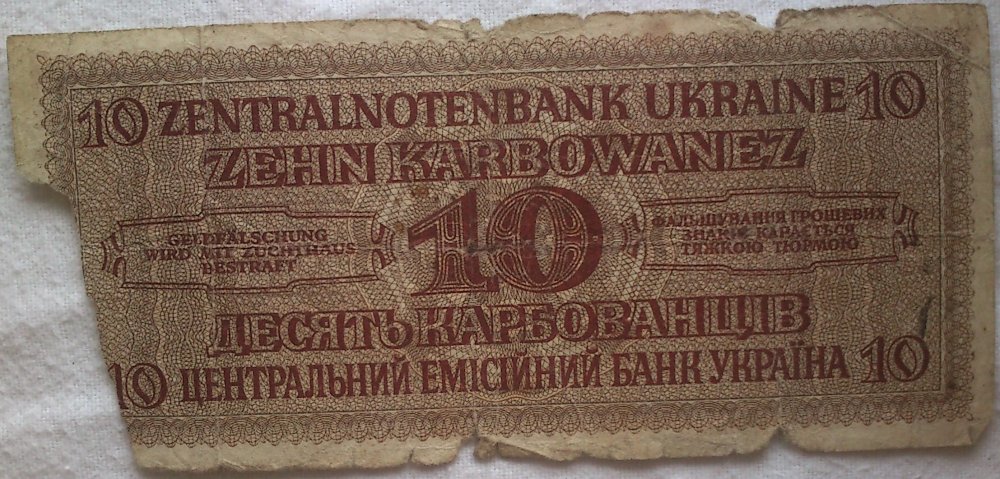 10 ZENTRALNOTENBANK UKRAINE 10
ZEHN KARBOWANEZ
GELDFÄLSCHUNG
WIRD MIT ZUCHTHAUS
BESTRAFT
10
ФАЛЬШУВАННЯ ГРОШЕВИХ
ЗНАКІВ КАРАЄТЬСЯ
ТЯЖКОЮ ТЮРМОЮ
ДЕСЯТЬ КАРБОВАНЦІВ
10 ЦЕНТРАЛЬНИЙ ЕМІСІЙНИЙ БАНК УКРАЇНА 10